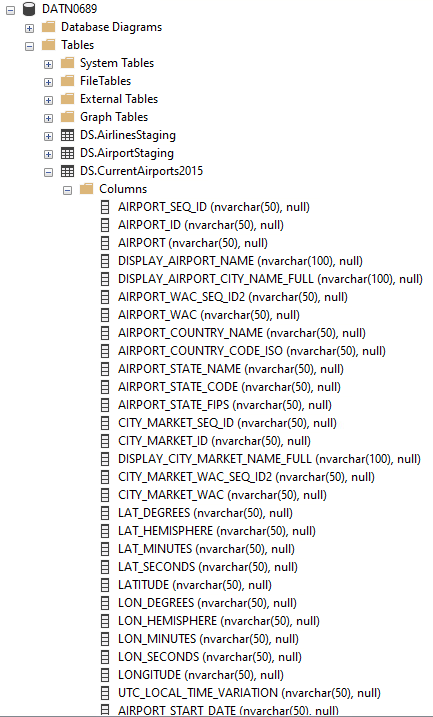 DATN0689
Database Diagrams
Tables
System Tables
FileTables
External Tables
Graph Tables
DS.AirlinesStaging
DS.AirportStaging
DS.CurrentAirports2015
Columns
AIRPORT_SEQ_ID (nvarchar(50), null)
AIRPORT_ID (nvarchar(50), null)
AIRPORT (nvarchar(50), null)
DISPLAY_AIRPORT_NAME (nvarchar(100), null)
DISPLAY_AIRPORT_CITY_NAME_FULL (nvarchar(100), null)
AIRPORT_WAC_SEQ_ID2 (nvarchar(50), null)
AIRPORT_WAC (nvarchar(50), null)
AIRPORT_COUNTRY_NAME (nvarchar(50), null)
AIRPORT_COUNTRY_CODE_ISO (nvarchar(50), null)
AIRPORT_STATE_NAME (nvarchar(50), null)
AIRPORT_STATE_CODE (nvarchar(50), null)
AIRPORT_STATE_FIPS (nvarchar(50), null)
CITY_MARKET_SEQ_ID (nvarchar(50), null)
CITY_MARKET_ID (nvarchar(50), null)
DISPLAY_CITY_MARKET_NAME_FULL (nvarchar(100), null)
CITY_MARKET_WAC_SEQ_ID2 (nvarchar(50), null)
CITY_MARKET_WAC (nvarchar(50), null)
LAT_DEGREES (nvarchar(50), null)
LAT_HEMISPHERE (nvarchar(50), null)
LAT_MINUTES (nvarchar(50), null)
LAT_SECONDS (nvarchar(50), null)
LATITUDE (nvarchar(50), null)
LON_DEGREES (nvarchar(50), null)
LON_HEMISPHERE (nvarchar(50), null)
LON_MINUTES (nvarchar(50), null)
LON_SECONDS (nvarchar(50), null)
LONGITUDE (nvarchar(50), null)
UTC_LOCAL_TIME_VARIATION (nvarchar(50), null)
AIRPORT_START_DATE (nvarchar(50), null)